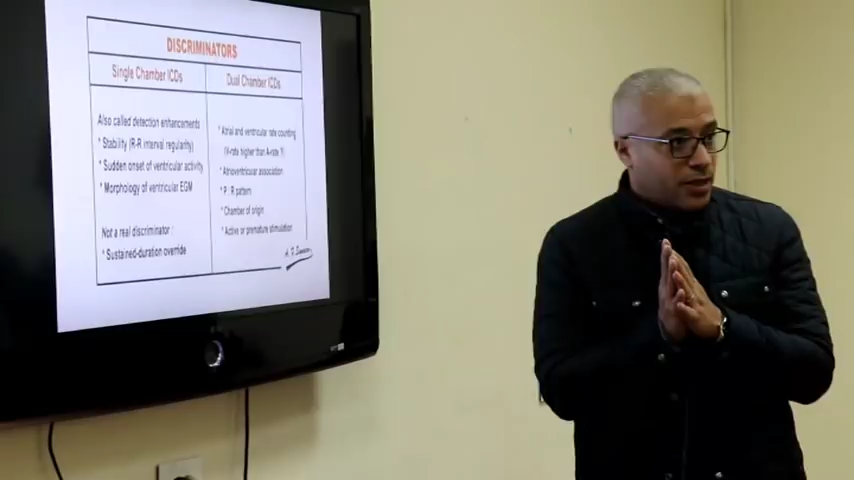 DISCRIMINATORS
Single Chamber ICDs
Dual Chamber ICDs
Also called detection enhancements
* Stability (R-R interval regularity)
* Sudden onset of ventricular activity
* Morphology of ventricular EGM
Not a real discriminator :
* Sustained-duration override
* Atrial and ventricular rate counting
(V-rate higher than A-rate ?)
* Atrioventricular association
* P : R pattern
* Chamber of origin
* Active or premature stimulation